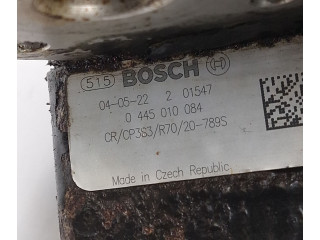 515 BOSCH
04-05-22 2 01547
0 445 010 084
CR/CP3S3/R70/20-789S
Made in Czech Republic